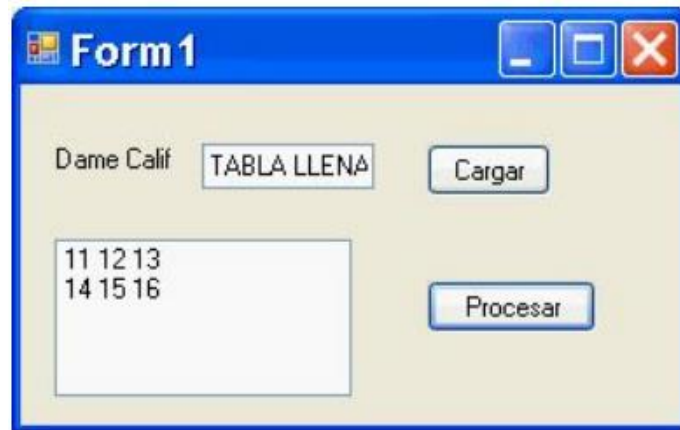 Form1
Dame Calif
TABLA LLENA
Cargar
11 12 13
14 15 16
Procesar